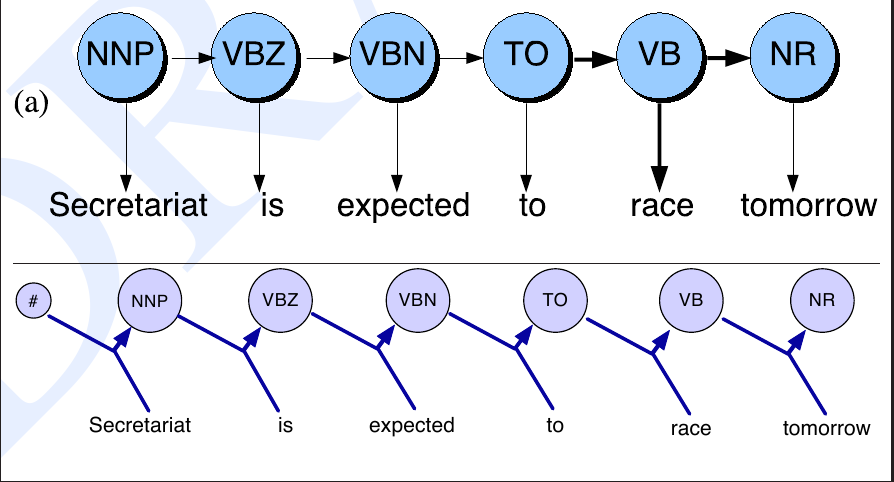 NNP VBZ VBN TO VB NR
(a)
Secretariat is expected to race tomorrow
# NNP VBZ VBN TO VB NR
Secretariat is expected to race tomorrow